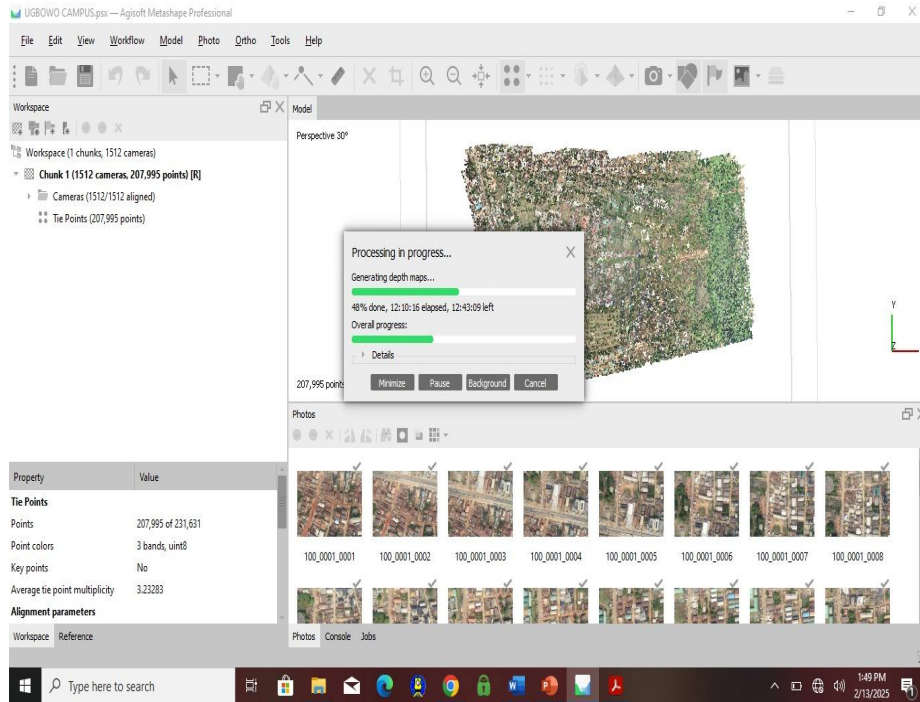 UGBOWO CAMPUS.psx — Agisoft Metashape Professional
File Edit View Workflow Model Photo Ortho Tools Help
Workspace
Workspace (1 chunks, 1512 cameras)
Chunk 1 (1512 cameras, 207,995 points) [R]
Cameras (1512/1512 aligned)
Tie Points (207,995 points)
Model
Perspective 30°
Y
Z
207,995 points
Processing in progress...
Generating depth maps...
48% done, 12:10:16 elapsed, 12:43:09 left
Overall progress:
Details
Minimize Pause Background Cancel
Property Value
Tie Points
Points 207,995 of 231,631
Point colors 3 bands, uint8
Key points No
Average tie point multiplicity 3.23283
Alignment parameters
Workspace Reference
Photos
100_0001_0001 100_0001_0002 100_0001_0003 100_0001_0004 100_0001_0005 100_0001_0006 100_0001_0007 100_0001_0008
Photos Console Jobs
Type here to search
1:49 PM
2/13/2025